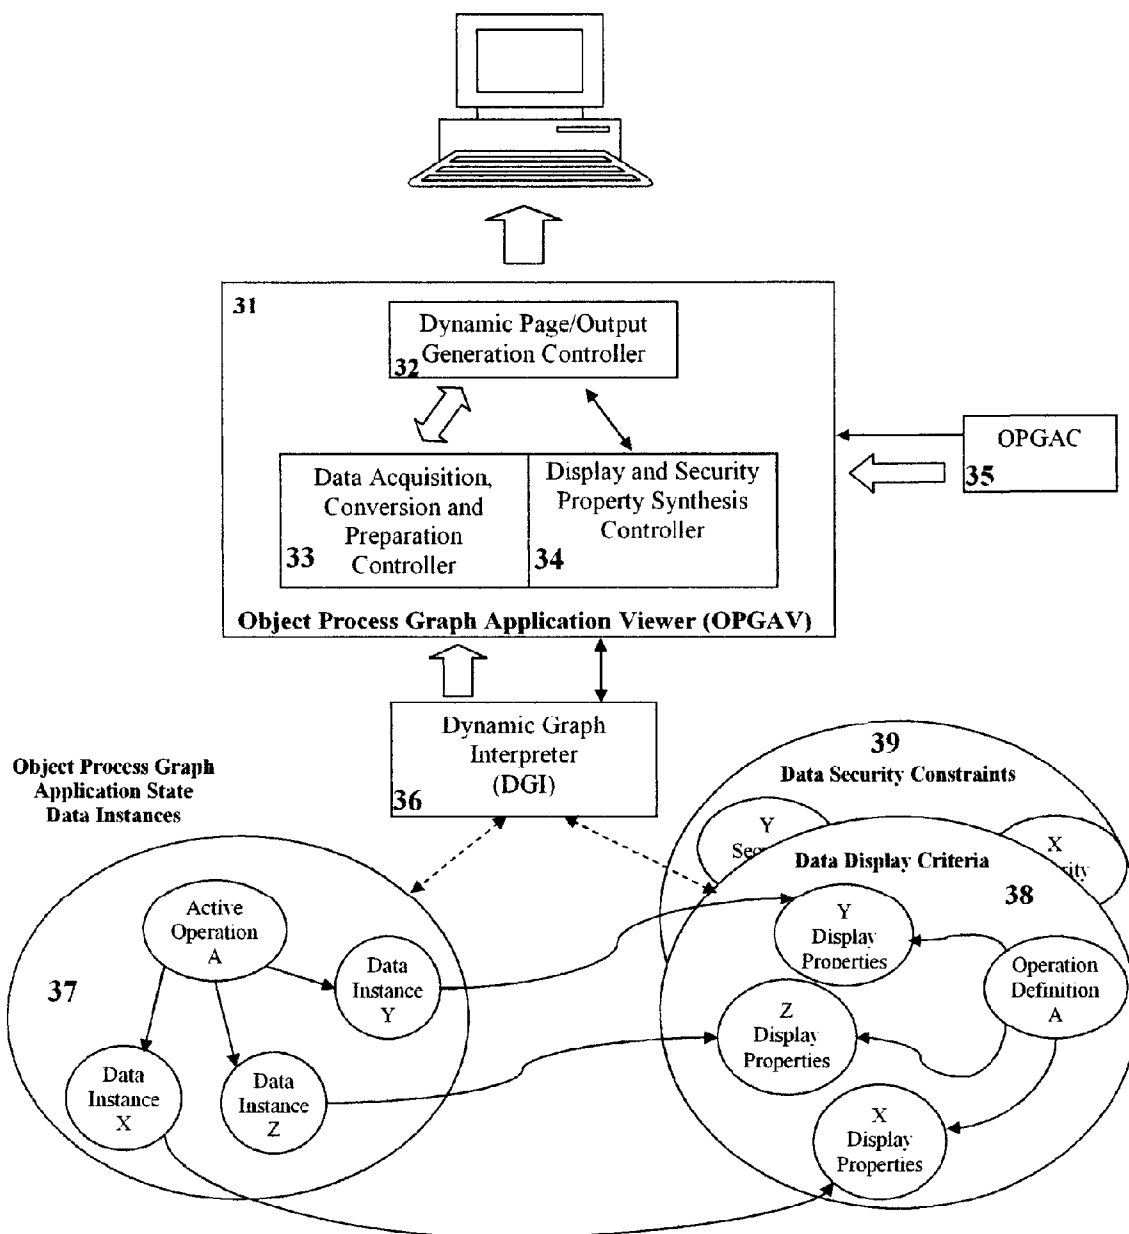 31
Dynamic Page/Output
Generation Controller
32
Data Acquisition,
Conversion and
Preparation
Controller
33
Display and Security
Property Synthesis
Controller
34
Object Process Graph Application Viewer (OPGAV)
OPGAC
35
Dynamic Graph
Interpreter
(DGI)
36
Object Process Graph
Application State
Data Instances
37
Active
Operation
A
Data
Instance
Y
Data
Instance
X
Data
Instance
Z
39
Data Security Constraints
Y
X
Data Display Criteria
38
Y
Display
Properties
Z
Display
Properties
X
Display
Properties
Operation
Definition
A